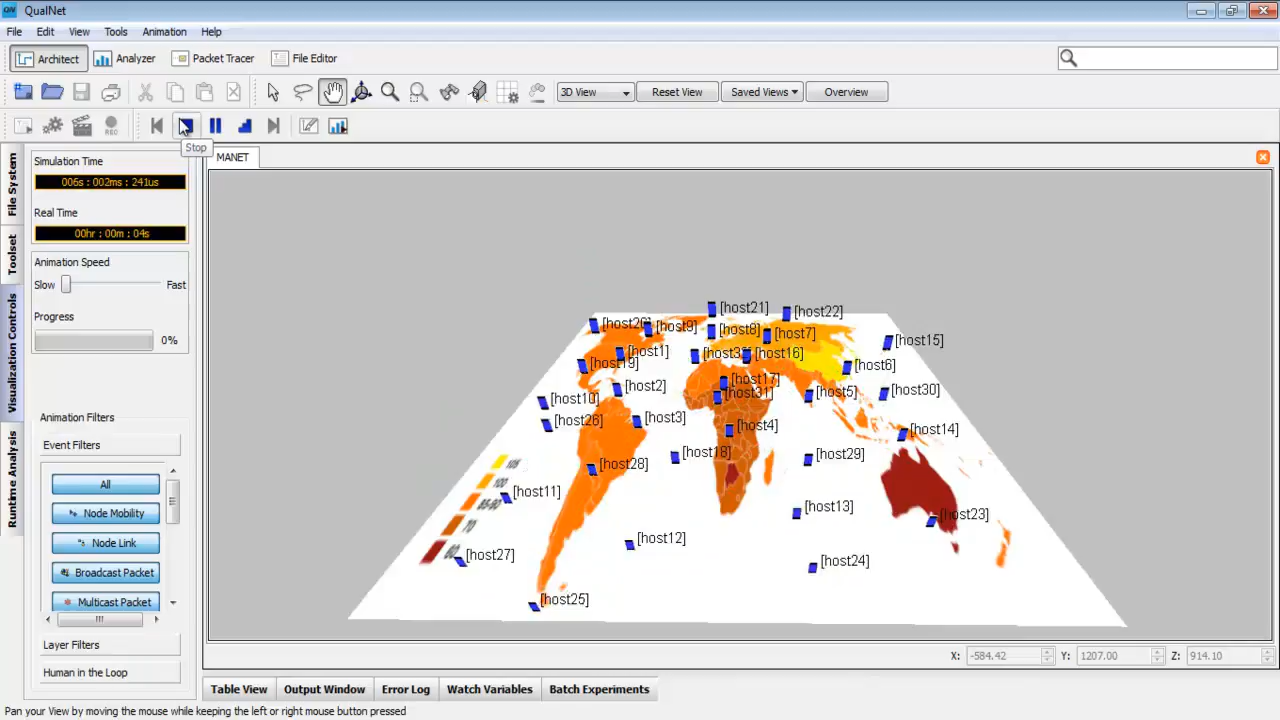 QualNet
File Edit View Tools Animation Help
Architect Analyzer Packet Tracer File Editor
3D View Reset View Saved Views Overview
REC
Stop
MANET
File System
Toolset
Visualization Controls
Runtime Analysis
Simulation Time
006s : 002ms : 241us
Real Time
00hr : 00m : 04s
Animation Speed
Slow Fast
Progress
0%
Animation Filters
Event Filters
All
Node Mobility
Node Link
Broadcast Packet
Multicast Packet
Layer Filters
Human in the Loop
[host21]
[host22]
[host9]
[host8]
[host7]
[host15]
[host1]
[host16]
[host19]
[host6]
[host17]
[host2]
[host31]
[host5]
[host30]
[host10]
[host26]
[host3]
[host4]
[host14]
[host18]
[host29]
[host28]
[host11]
[host13]
[host23]
[host12]
[host27]
[host24]
[host25]
100
70
X: -584.42 Y: 1207.00 Z: 914.10
Table View Output Window Error Log Watch Variables Batch Experiments
Pan your View by moving the mouse while keeping the left or right mouse button pressed